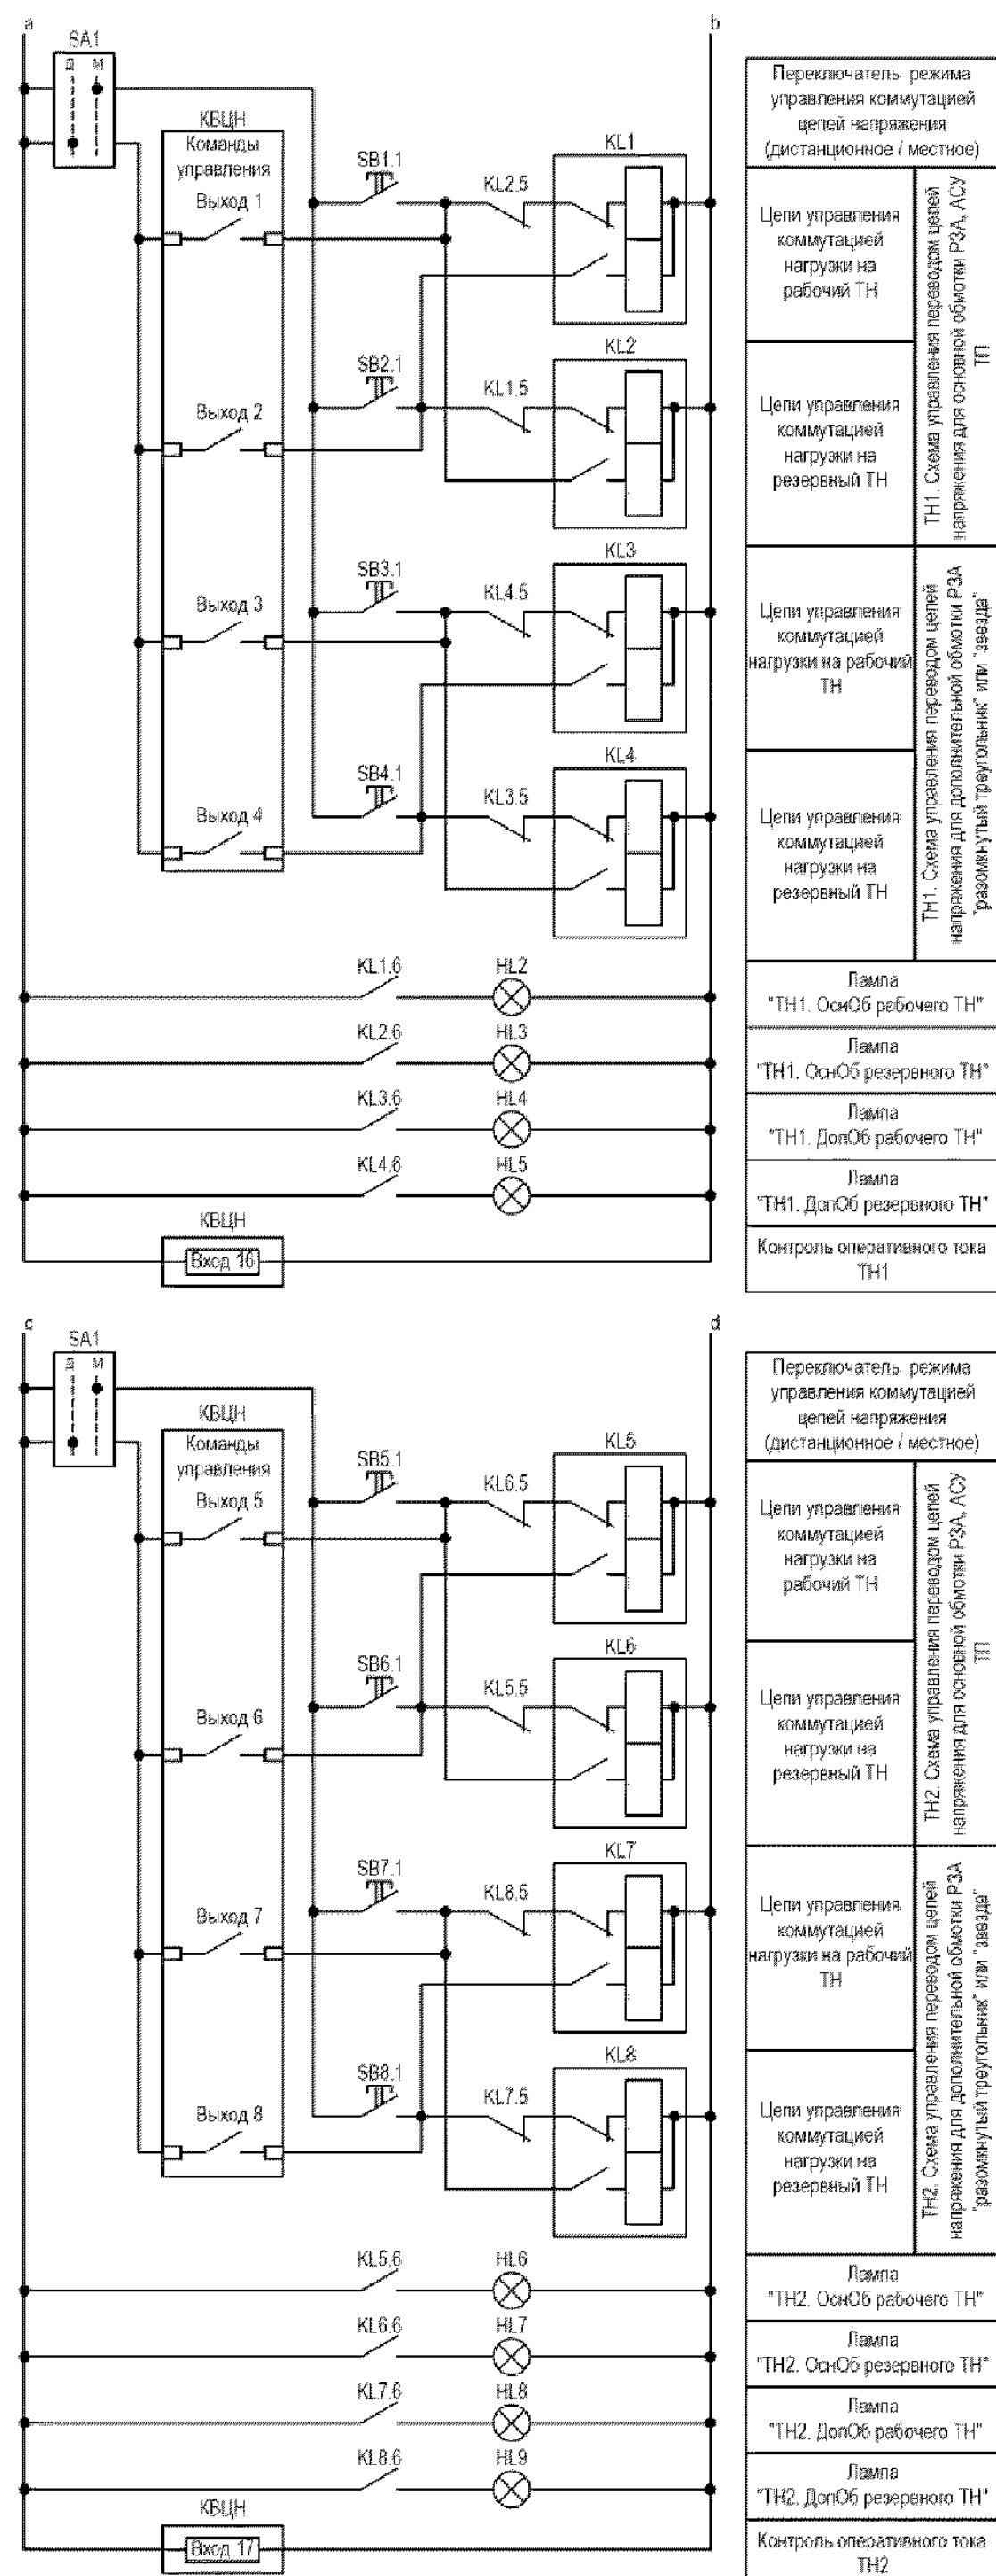 a
b
SA1
Д М
КВЦН
Команды
управления
Выход 1
SB1.1
KL2.5
KL1
Выход 2
SB2.1
KL1.5
KL2
Выход 3
SB3.1
KL4.5
KL3
Выход 4
SB4.1
KL3.5
KL4
KL1.6
HL2
KL2.6
HL3
KL3.6
HL4
KL4.6
HL5
КВЦН
Вход 16
Переключатель режима
управления коммутацией
цепей напряжения
(дистанционное / местное)
Цепи управления
коммутацией
нагрузки на
рабочий ТН
Цепи управления
коммутацией
нагрузки на
резервный ТН
ТН1. Схема управления переводом цепей
напряжения для основной обмотки РЗА, АСУ
ТП
Цепи управления
коммутацией
нагрузки на рабочий
ТН
Цепи управления
коммутацией
нагрузки на
резервный ТН
ТН1. Схема управления переводом цепей
напряжения для дополнительной обмотки РЗА
"разомкнутый треугольник" или "звезда"
Лампа
"ТН1. ОснОб рабочего ТН"
Лампа
"ТН1. ОснОб резервного ТН"
Лампа
"ТН1. ДопОб рабочего ТН"
Лампа
"ТН1. ДопОб резервного ТН"
Контроль оперативного тока
ТН1
c
d
SA1
Д М
КВЦН
Команды
управления
Выход 5
SB5.1
KL6.5
KL5
Выход 6
SB6.1
KL5.5
KL6
Выход 7
SB7.1
KL8.5
KL7
Выход 8
SB8.1
KL7.5
KL8
KL5.6
HL6
KL6.6
HL7
KL7.6
HL8
KL8.6
HL9
КВЦН
Вход 17
Переключатель режима
управления коммутацией
цепей напряжения
(дистанционное / местное)
Цепи управления
коммутацией
нагрузки на
рабочий ТН
Цепи управления
коммутацией
нагрузки на
резервный ТН
ТН2. Схема управления переводом цепей
напряжения для основной обмотки РЗА, АСУ
ТП
Цепи управления
коммутацией
нагрузки на рабочий
ТН
Цепи управления
коммутацией
нагрузки на
резервный ТН
ТН2. Схема управления переводом цепей
напряжения для дополнительной обмотки РЗА
"разомкнутый треугольник" или "звезда"
Лампа
"ТН2. ОснОб рабочего ТН"
Лампа
"ТН2. ОснОб резервного ТН"
Лампа
"ТН2. ДопОб рабочего ТН"
Лампа
"ТН2. ДопОб резервного ТН"
Контроль оперативного тока
ТН2